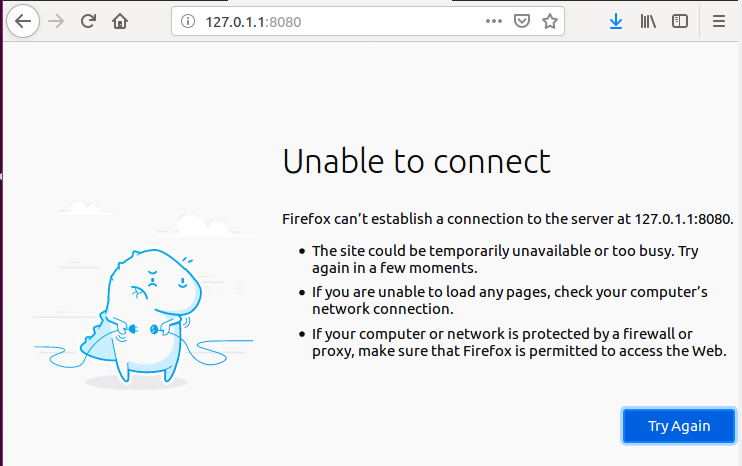 127.0.1.1:8080
Unable to connect
Firefox can’t establish a connection to the server at 127.0.1.1:8080.
• The site could be temporarily unavailable or too busy. Try
again in a few moments.
• If you are unable to load any pages, check your computer’s
network connection.
• If your computer or network is protected by a firewall or
proxy, make sure that Firefox is permitted to access the Web.
Try Again